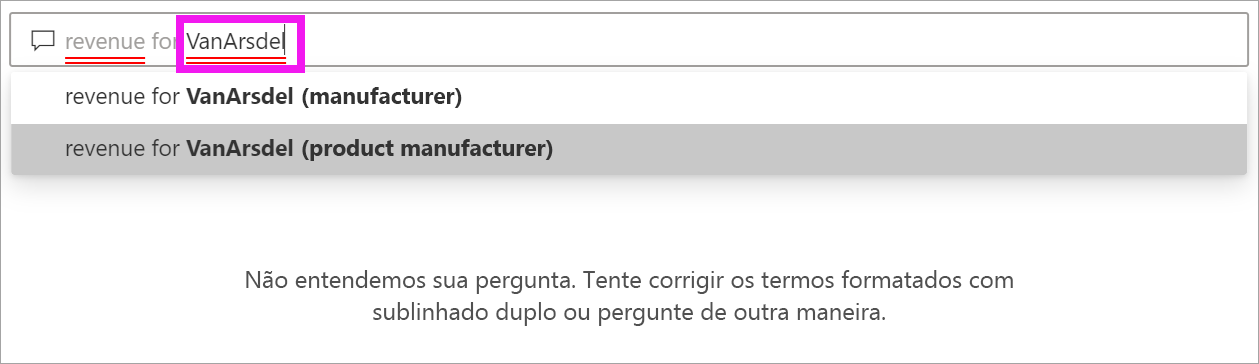 revenue for VanArsdel
revenue for VanArsdel (manufacturer)
revenue for VanArsdel (product manufacturer)
Não entendemos sua pergunta. Tente corrigir os termos formatados com
sublinhado duplo ou pergunte de outra maneira.